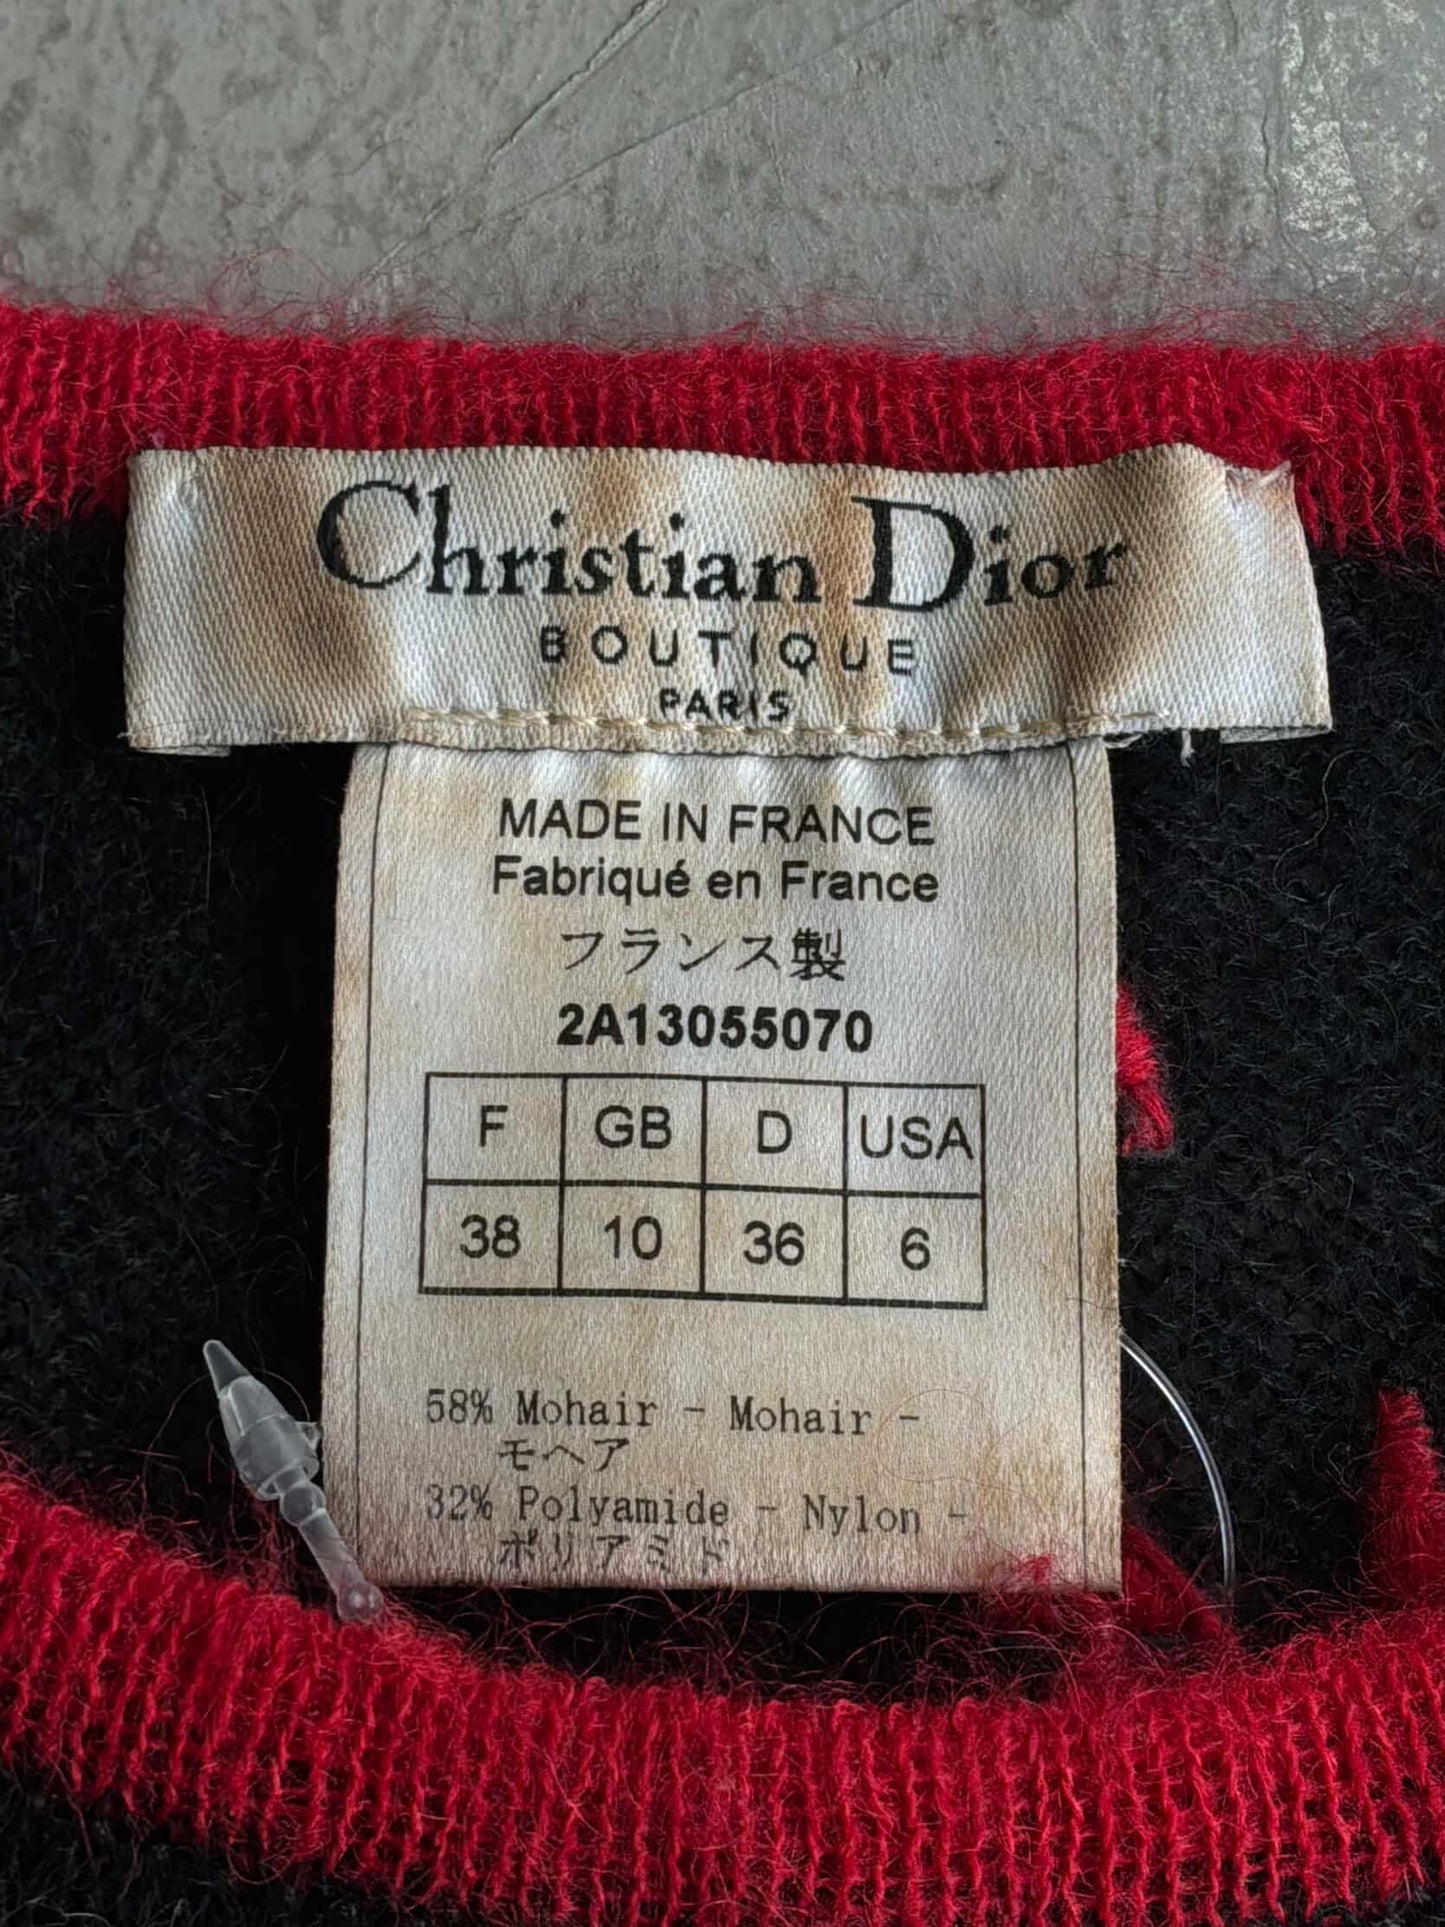 Christian Dior
BOUTIQUE
PARIS
MADE IN FRANCE
Fabriqué en France
フランス製
2A13055070
F GB D USA
38 10 36 6
58% Mohair - Mohair -
モヘア
32% Polyamide - Nylon -
ポリアミド